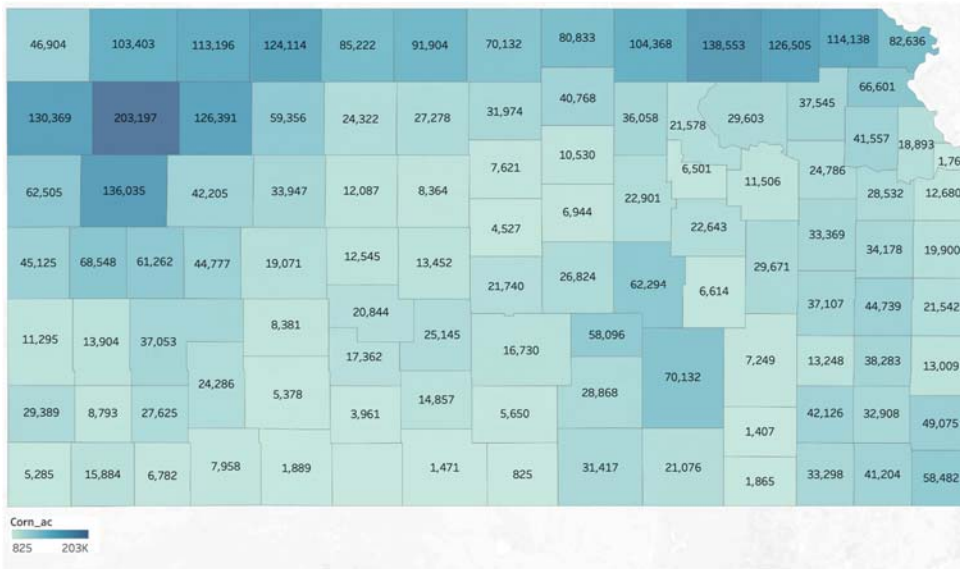 46,904 103,403 113,196 124,114 85,222 91,904 70,132 80,833 104,368 138,553 126,505 114,138 82,636
130,369 203,197 126,391 59,356 24,322 27,278 31,974 40,768 36,058 21,578 29,603 37,545 66,601
41,557 18,893
62,505 136,035 42,205 33,947 12,087 8,364 7,621 10,530 22,901 6,501 11,506 24,786 28,532 12,680 1,76
4,527 6,944 22,643 33,369
45,125 68,548 61,262 44,777 19,071 12,545 13,452 21,740 26,824 62,294 6,614 29,671 34,178 19,900
11,295 13,904 37,053 8,381 20,844 25,145 58,096 37,107 44,739 21,542
24,286 17,362 16,730 70,132 7,249 13,248 38,283 13,009
29,389 8,793 27,625 5,378 3,961 14,857 5,650 28,868 1,407 42,126 32,908 49,075
5,285 15,884 6,782 7,958 1,889 1,471 825 31,417 21,076 1,865 33,298 41,204 58,482
Corn_ac
825 203K